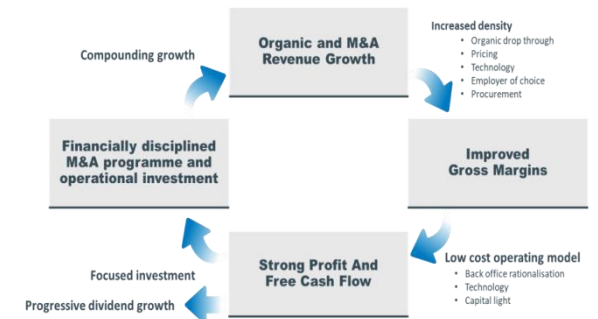 Organic and M&A
Revenue Growth
Increased density
• Organic drop through
• Pricing
• Technology
• Employer of choice
• Procurement
Compounding growth
Financially disciplined
M&A programme and
operational investment
Improved
Gross Margins
Low cost operating model
• Back office rationalisation
• Technology
• Capital light
Strong Profit And
Free Cash Flow
Focused investment
Progressive dividend growth